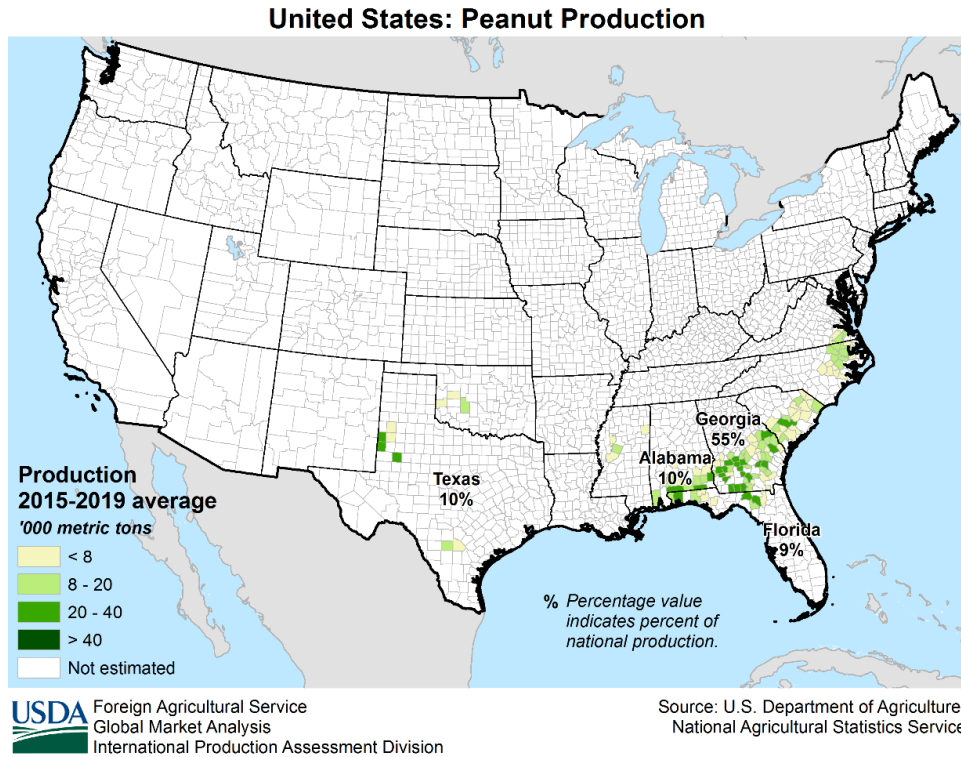 United States: Peanut Production
Georgia
55%
Alabama
10%
Texas
10%
Florida
9%
Production
2015-2019 average
'000 metric tons
< 8
8 - 20
20 - 40
> 40
Not estimated
% Percentage value
indicates percent of
national production.
USDA
Foreign Agricultural Service
Global Market Analysis
International Production Assessment Division
Source: U.S. Department of Agriculture
National Agricultural Statistics Service